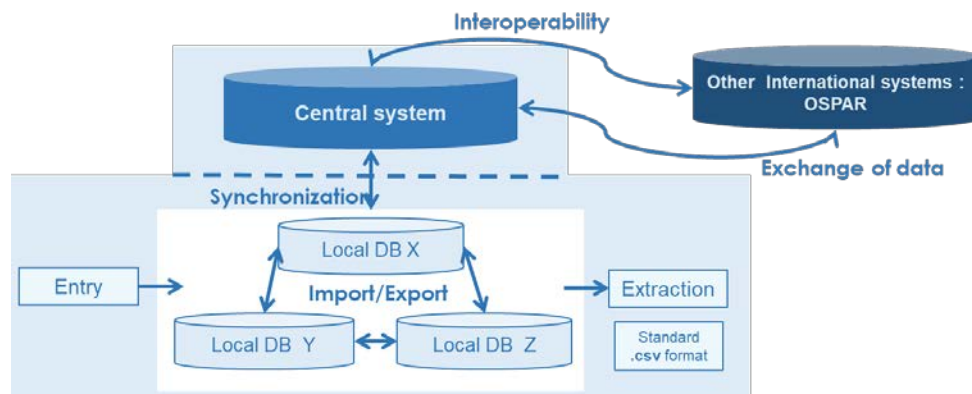 Interoperability
Other International systems :
OSPAR
Central system
Exchange of data
Synchronization
Local DB X
Entry
Import/Export
Extraction
Local DB Y
Local DB Z
Standard
.csv format